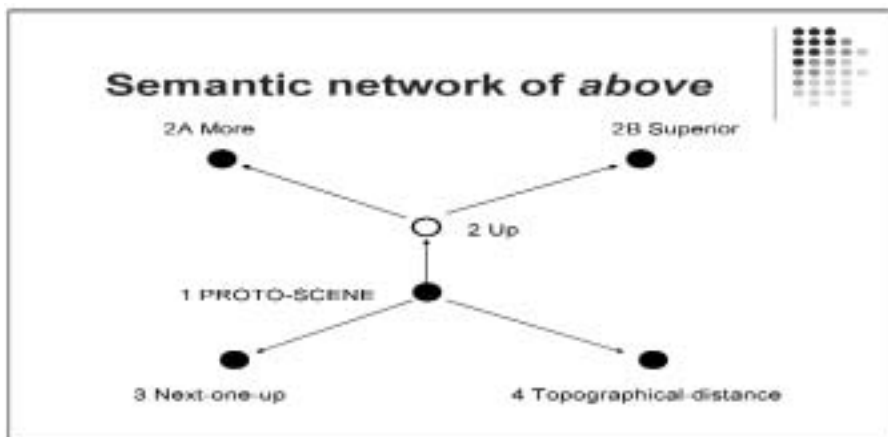 Semantic network of above
2A More
2B Superior
2 Up
1 PROTO-SCENE
3 Next-one-up
4 Topographical-distance